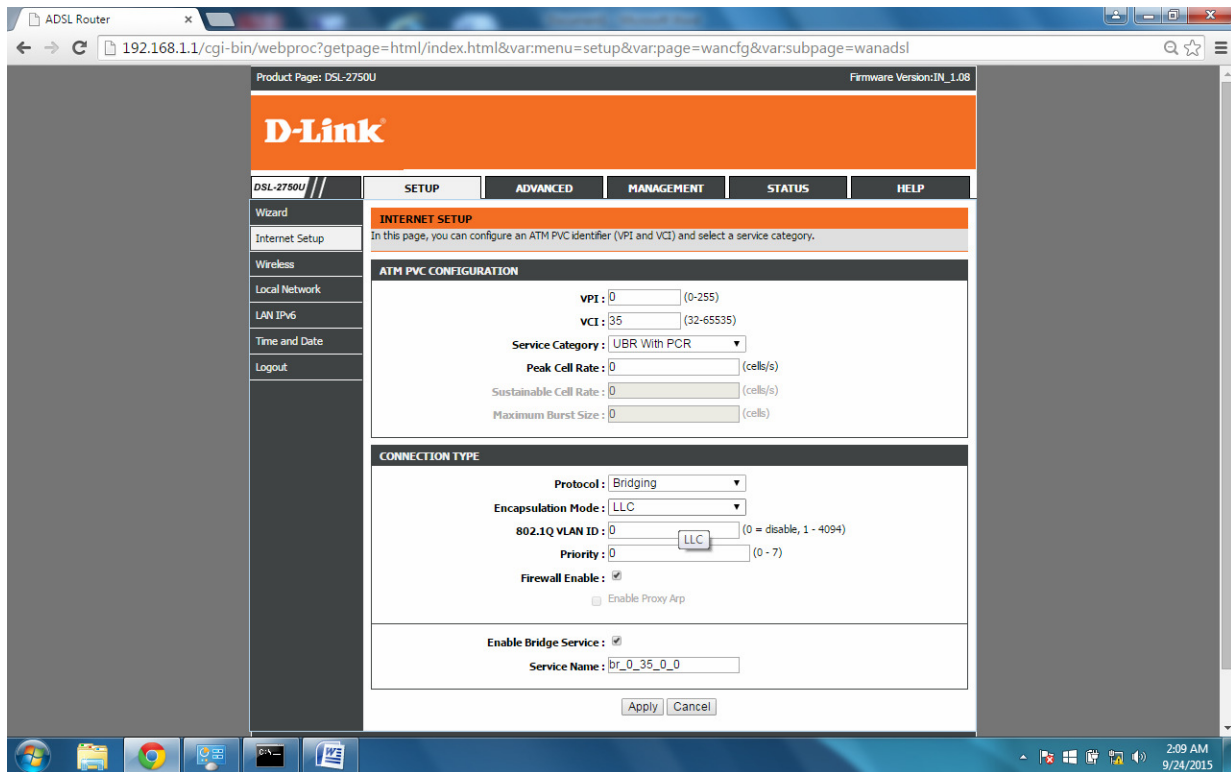 ADSL Router ×
192.168.1.1/cgi-bin/webproc?getpage=html/index.html&var:menu=setup&var:page=wancfg&var:subpage=wanadsl
Product Page: DSL-2750U Firmware Version:IN_1.08
D-Link
DSL-2750U SETUP ADVANCED MANAGEMENT STATUS HELP
Wizard
Internet Setup
Wireless
Local Network
LAN IPv6
Time and Date
Logout
INTERNET SETUP
In this page, you can configure an ATM PVC identifier (VPI and VCI) and select a service category.
ATM PVC CONFIGURATION
VPI : 0 (0-255)
VCI : 35 (32-65535)
Service Category : UBR With PCR
Peak Cell Rate : 0 (cells/s)
Sustainable Cell Rate : 0 (cells/s)
Maximum Burst Size : 0 (cells)
CONNECTION TYPE
Protocol : Bridging
Encapsulation Mode : LLC
802.1Q VLAN ID : 0 (0 = disable, 1 - 4094)
LLC
Priority : 0 (0 - 7)
Firewall Enable :
Enable Proxy Arp
Enable Bridge Service :
Service Name : br_0_35_0_0
Apply Cancel
2:09 AM
9/24/2015